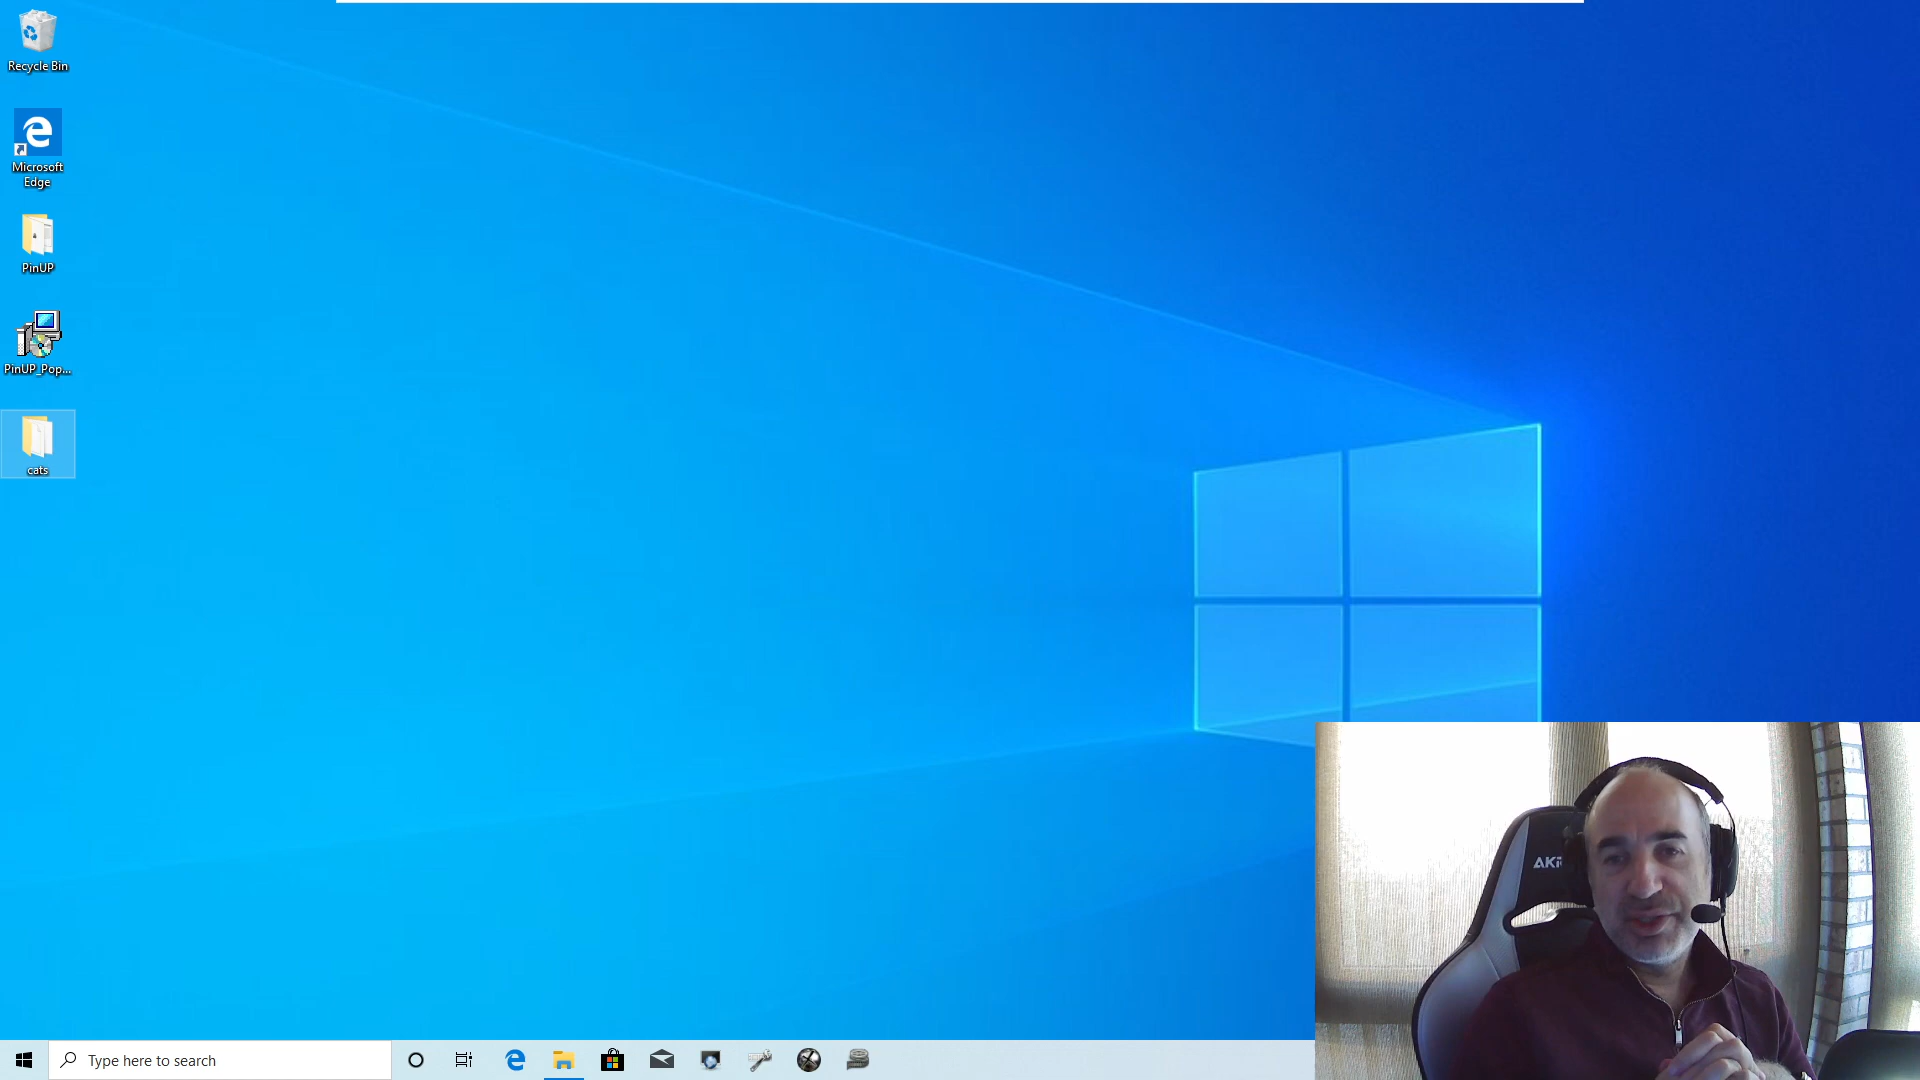 Recycle Bin
Microsoft
Edge
PinUP
PinUP_Pop...
cats
Type here to search